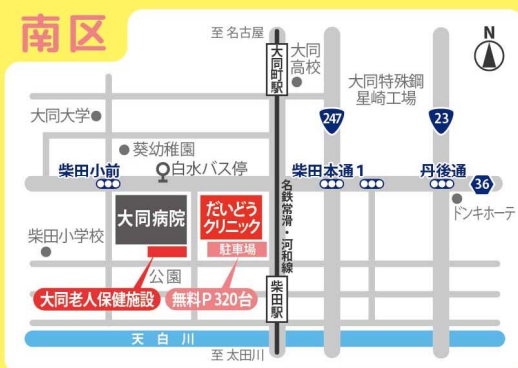 南区
至 名古屋
N
大同町駅
大同
高校
大同特殊鋼
星崎工場
大同大学
247
23
葵幼稚園
柴田小前
白水バス停
柴田本通1
丹後通
36
大同病院
だいどう
クリニック
名鉄常滑・河和線
ドンキホーテ
柴田小学校
駐車場
公園
大同老人保健施設
無料P320台
柴田駅
天白川
至 太田川